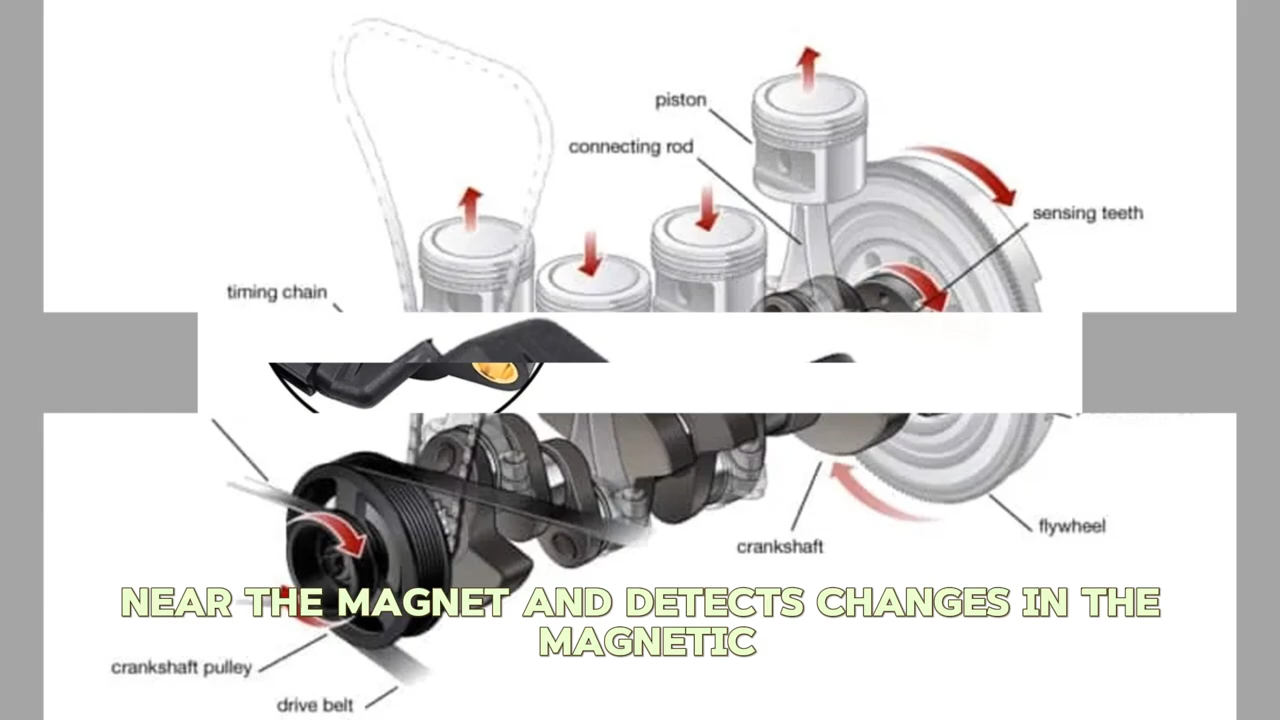 piston
connecting rod
sensing teeth
timing chain
flywheel
crankshaft
NEAR THE MAGNET AND DETECTS CHANGES IN THE
MAGNETIC
crankshaft pulley
drive belt